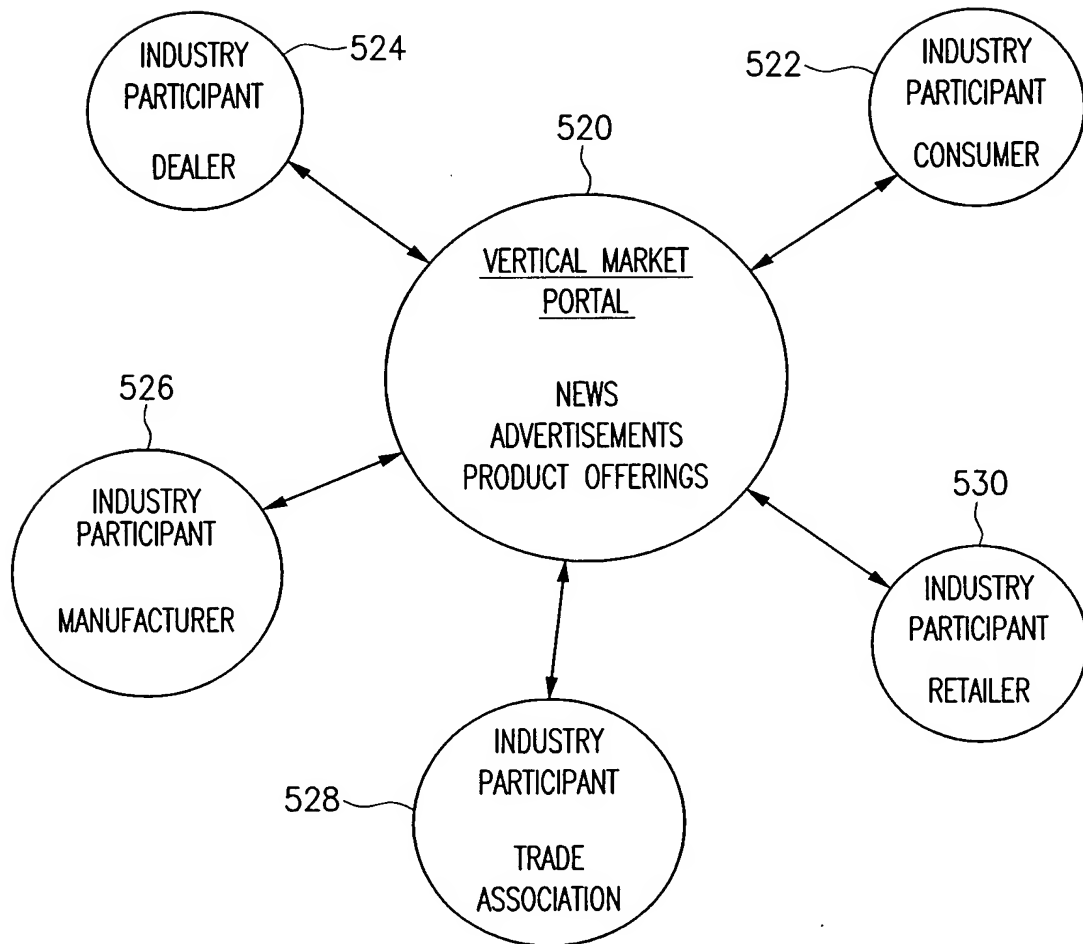 INDUSTRY
PARTICIPANT
DEALER
524
522
INDUSTRY
PARTICIPANT
CONSUMER
520
VERTICAL MARKET
PORTAL
NEWS
ADVERTISEMENTS
PRODUCT OFFERINGS
526
INDUSTRY
PARTICIPANT
MANUFACTURER
530
INDUSTRY
PARTICIPANT
RETAILER
528
INDUSTRY
PARTICIPANT
TRADE
ASSOCIATION